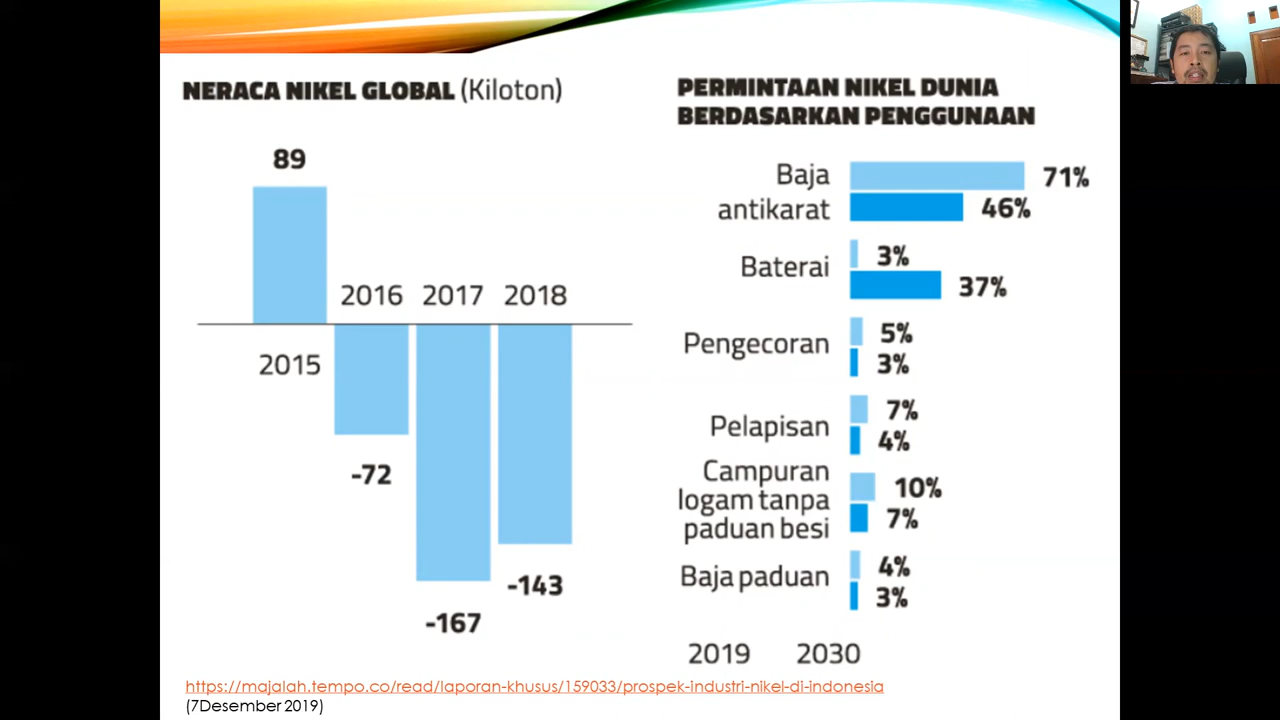 NERACA NIKEL GLOBAL (Kiloton)
89
2016 2017 2018
2015
-72
-143
-167
PERMINTAAN NIKEL DUNIA
BERDASARKAN PENGGUNAAN
Baja
antikarat
71%
46%
Baterai
3%
37%
Pengecoran
5%
3%
Pelapisan
7%
4%
Campuran
logam tanpa
paduan besi
10%
7%
Baja paduan
4%
3%
2019 2030
https://majalah.tempo.co/read/laporan-khusus/159033/prospek-industri-nikel-di-indonesia
(7Desember 2019)